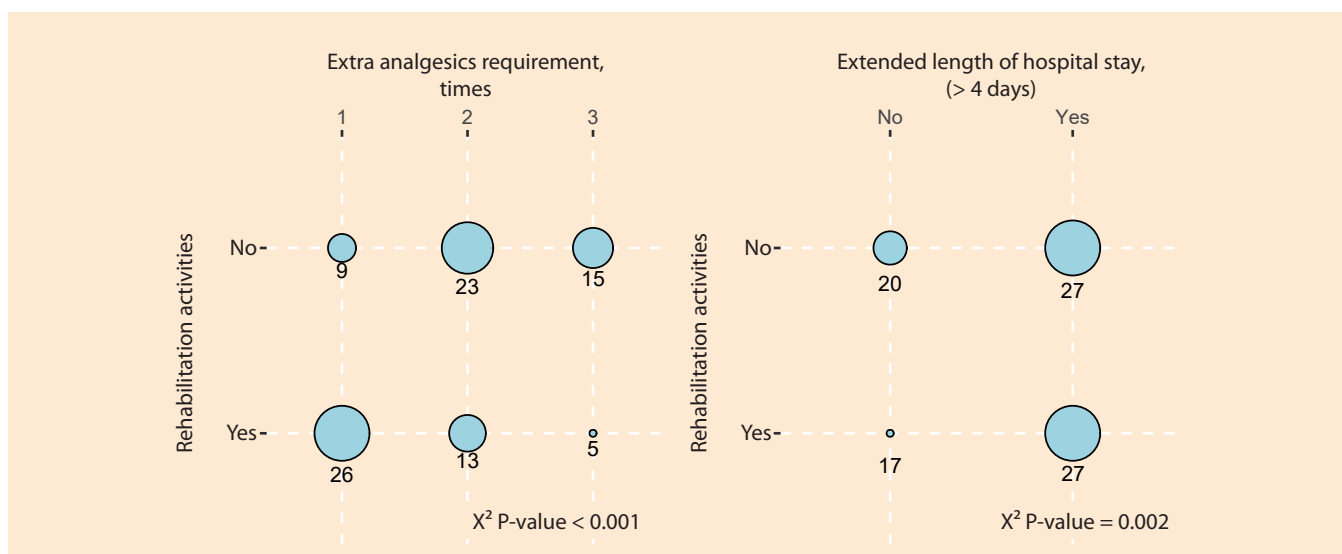 Extra analgesics requirement,
times
1 2 3
Rehabilitation activities
No
9 23 15
Yes
26 13 5
X² P-value < 0.001
Extended length of hospital stay,
(> 4 days)
No Yes
Rehabilitation activities
No
20 27
Yes
17 27
X² P-value = 0.002